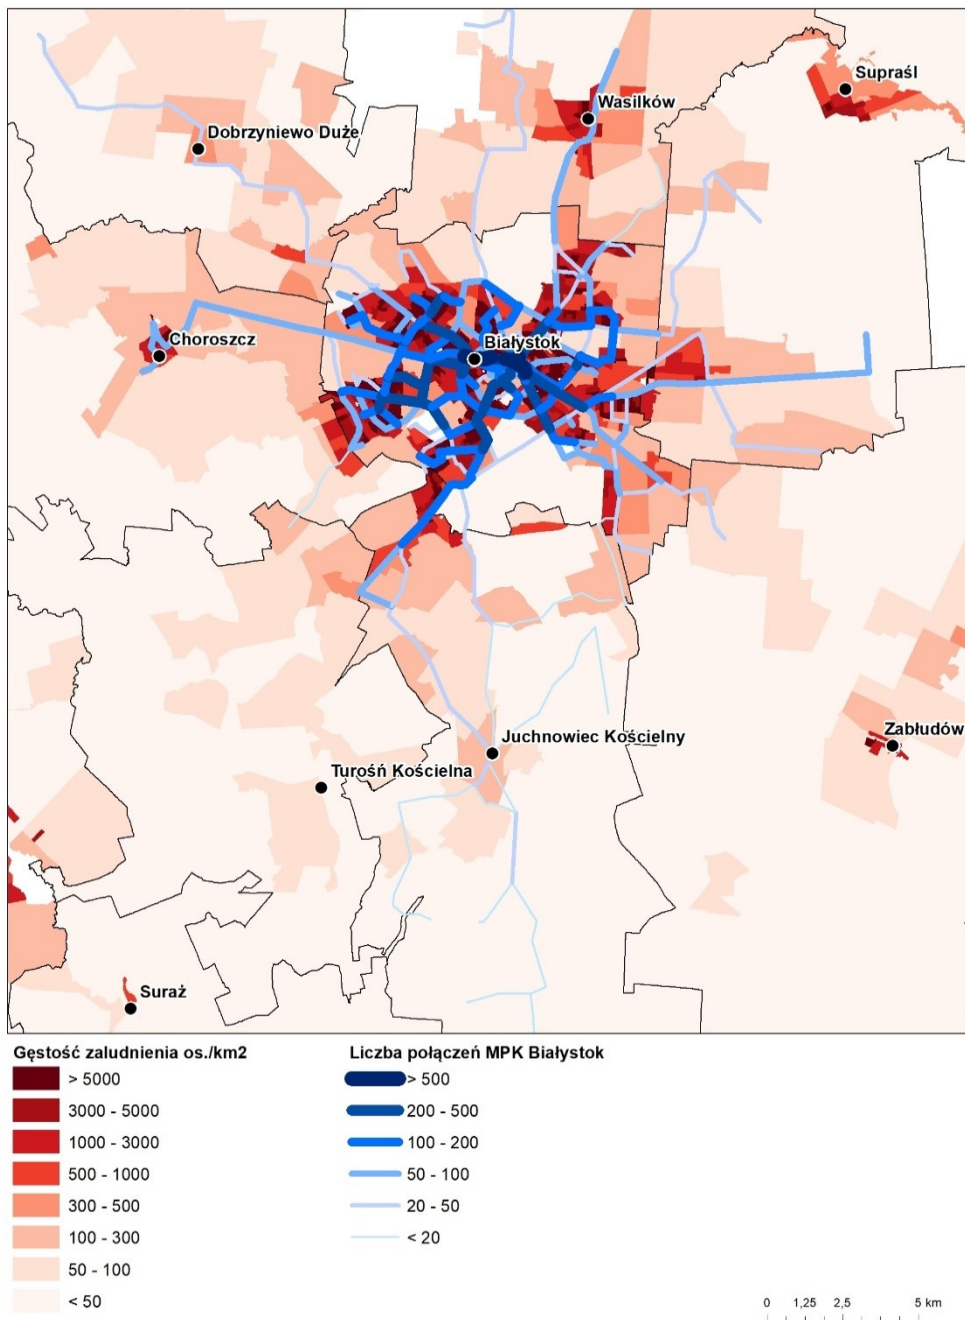 Supraśl
Wasilków
Dobrzyniewo Duże
Choroszcz
Białystok
Juchnowiec Kościelny
Zabłudów
Turośń Kościelna
Suraż
Gęstość zaludnienia os./km2
> 5000
3000 - 5000
1000 - 3000
500 - 1000
300 - 500
100 - 300
50 - 100
< 50
Liczba połączeń MPK Białystok
> 500
200 - 500
100 - 200
50 - 100
20 - 50
< 20
0 1,25 2,5 5 km